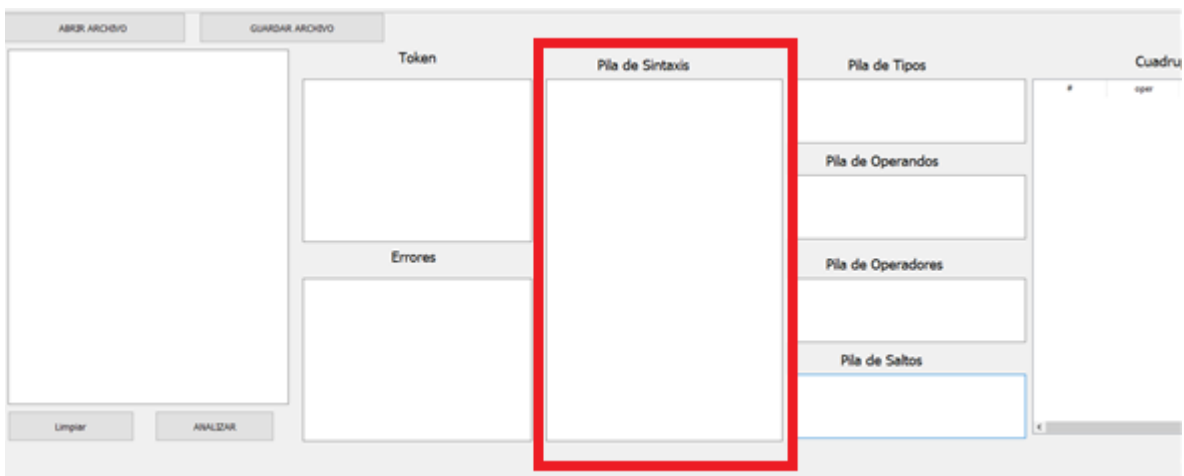 ABRIR ARCHIVO
GUARDAR ARCHIVO
Token
Pila de Sintaxis
Pila de Tipos
Cuadru
# oper
Pila de Operandos
Errores
Pila de Operadores
Pila de Saltos
Limpiar
ANALIZAR